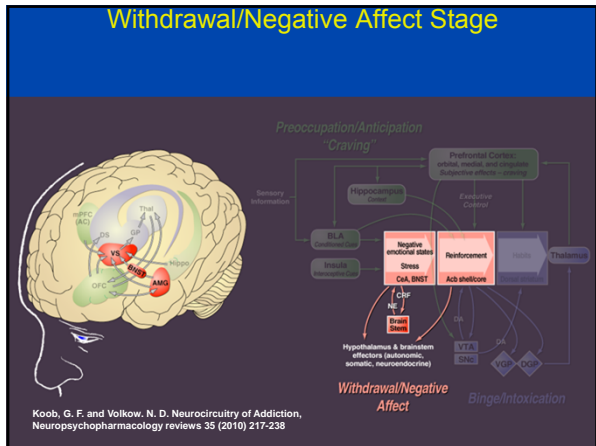 Withdrawal/Negative Affect Stage
Preoccupation/Anticipation
"Craving"
Prefrontal Cortex:
orbital, medial, and cingulate
Subjective effects – craving
Sensory
Information
Hippocampus
Context
Executive
Control
BLA
Conditioned Cues
Insula
Interoceptive Cues
Negative
emotional states
Stress
CeA, BNST
Reinforcement
Acb shell/core
Habits
Dorsal striatum
Thalamus
NE
CRF
Brain
Stem
Hypothalamus & brainstem
effectors (autonomic,
somatic, neuroendocrine)
DA
VTA
SNc
DA
VGP
DGP
Withdrawal/Negative
Affect
Binge/Intoxication
mPFC
(AC)
DS
Thal
GP
VS
BNST
Hippo
OFC
AMG
Koob, G. F. and Volkow. N. D. Neurocircuitry of Addiction,
Neuropsychopharmacology reviews 35 (2010) 217-238